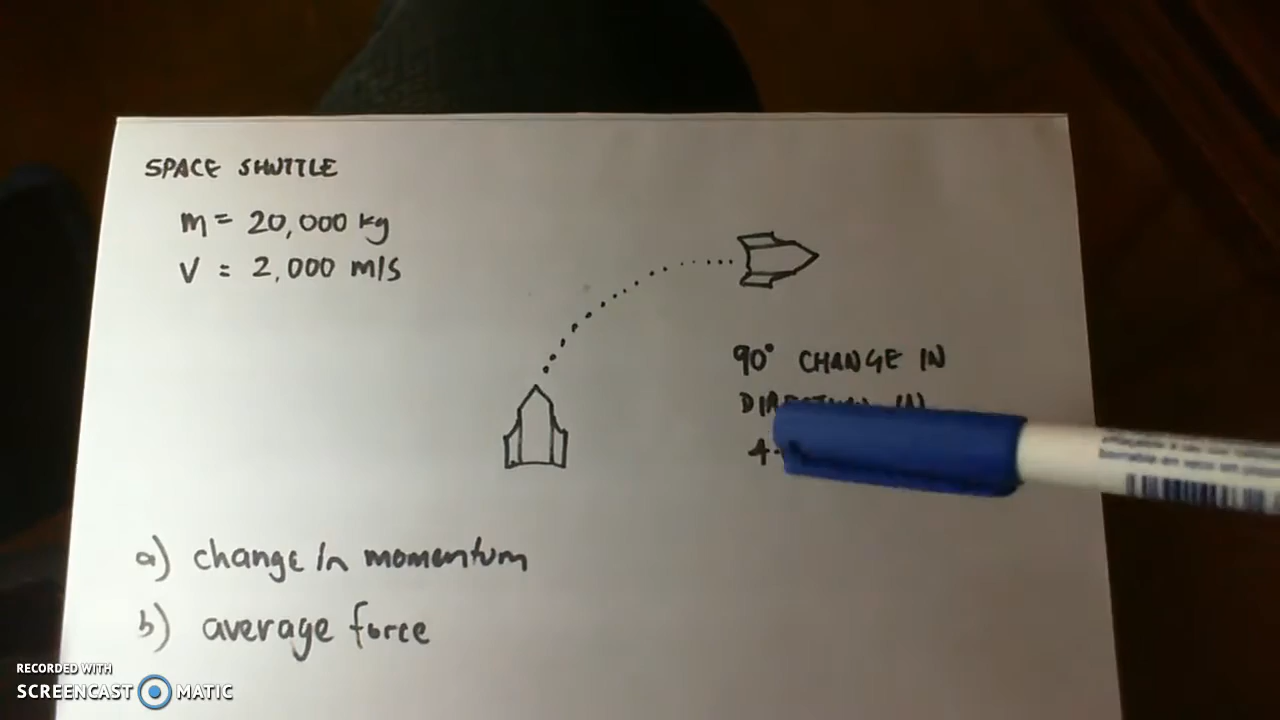 SPACE SHUTTLE
m = 20,000 kg
V = 2,000 m/s
90° CHANGE IN
a) change in momentum
b) average force
RECORDED WITH
SCREENCAST MATIC